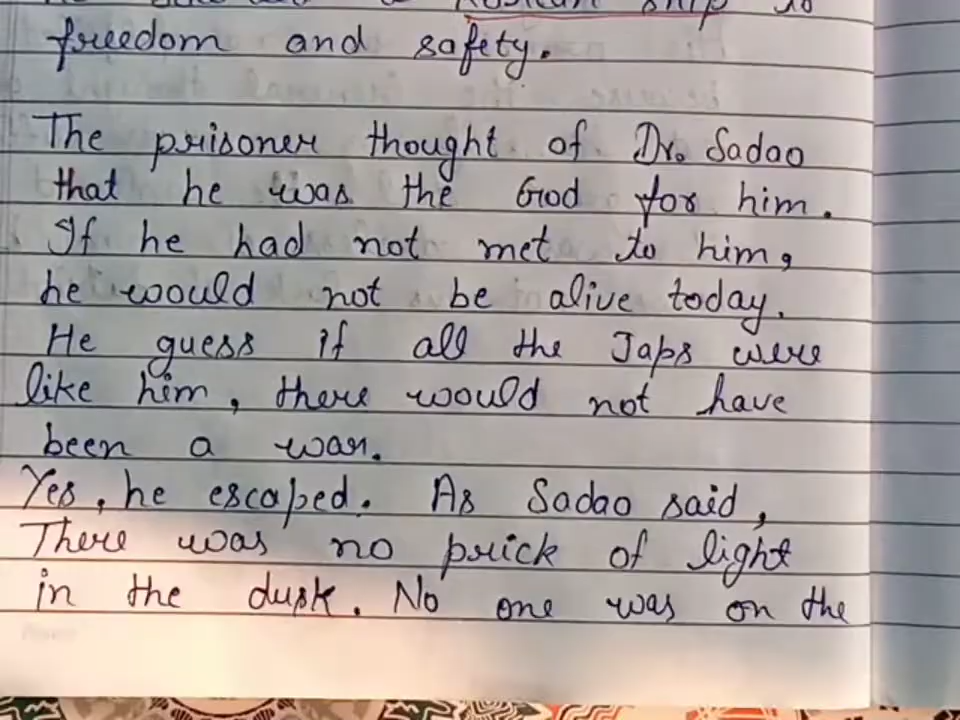 ship to
freedom and safety.
The prisoner thought of Dr. Sadao
that he was the God for him.
If he had not met to him,
he would not be alive today.
He guess if all the Japs were
like him, there would not have
been a war.
Yes, he escaped. As Sadao said,
There was no prick of light
in the dusk. No one was on the